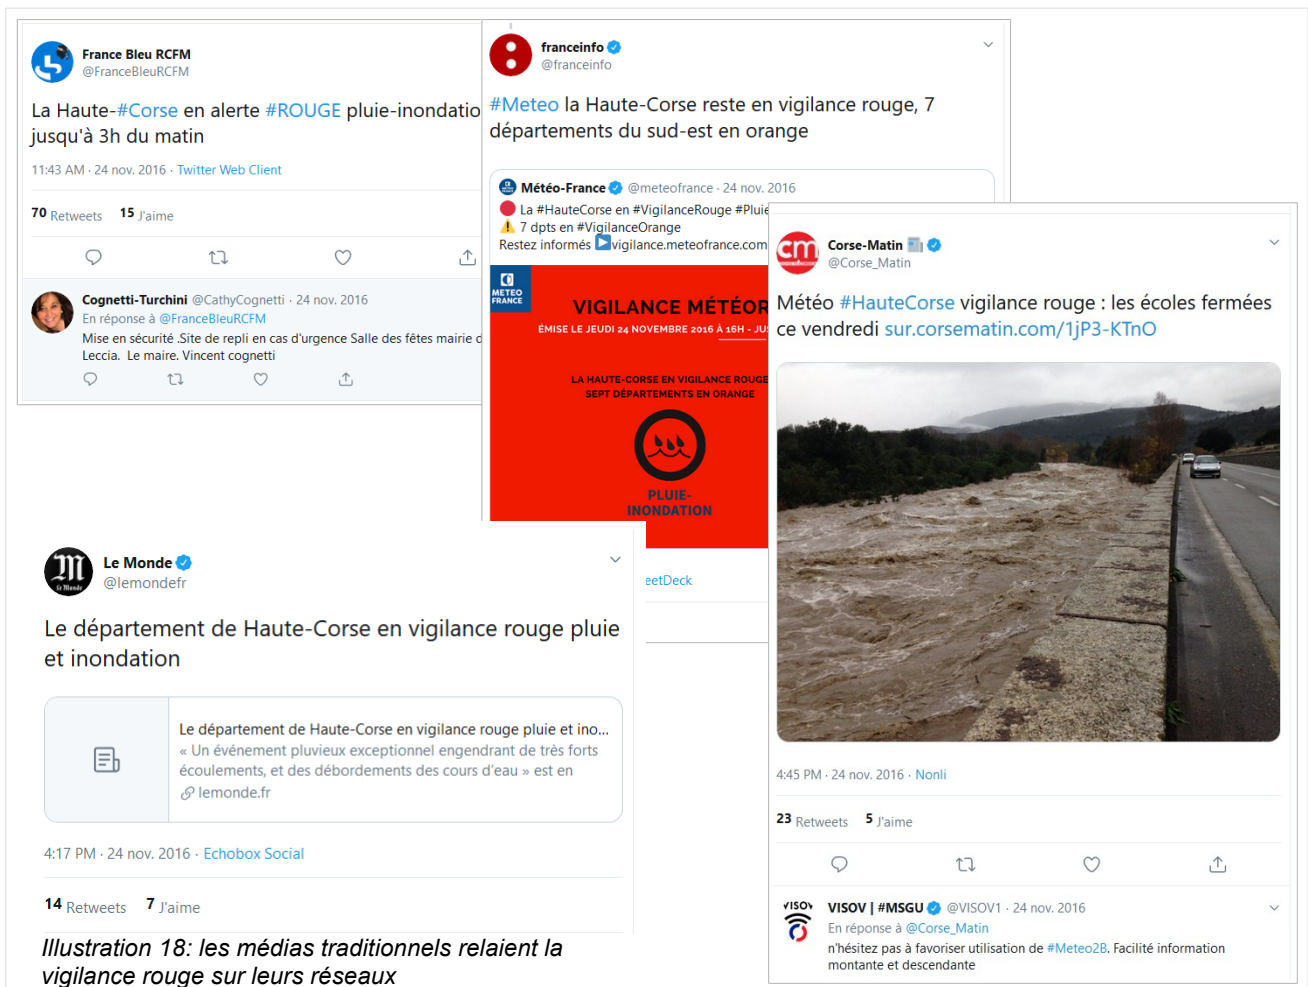 France Bleu RCFM
@FranceBleuRCFM
La Haute-#Corse en alerte #ROUGE pluie-inondatio
jusqu'à 3h du matin
11:43 AM · 24 nov. 2016 · Twitter Web Client
70 Retweets 15 J'aime
Cognetti-Turchini @CathyCognetti · 24 nov. 2016
En réponse à @FranceBleuRCFM
Mise en sécurité .Site de repli en cas d'urgence Salle des fêtes mairie d
Leccia. Le maire. Vincent cognetti
franceinfo
@franceinfo
#Meteo la Haute-Corse reste en vigilance rouge, 7
départements du sud-est en orange
Météo-France @meteofrance · 24 nov. 2016
La #HauteCorse en #VigilanceRouge #Pluie
7 dpts en #VigilanceOrange
Restez informés vigilance.meteofrance.com
METEO
FRANCE
VIGILANCE MÉTÉOR
ÉMISE LE JEUDI 24 NOVEMBRE 2016 À 16H - JUS
LA HAUTE-CORSE EN VIGILANCE ROUGE
SEPT DÉPARTEMENTS EN ORANGE
PLUIE-
INONDATION
eetDeck
cm
Corse-Matin
@Corse_Matin
Météo #HauteCorse vigilance rouge : les écoles fermées
ce vendredi sur.corsematin.com/1jP3-KTnO
4:45 PM · 24 nov. 2016 · Nonli
23 Retweets 5 J'aime
VISOV
VISOV | #MSGU @VISOV1 · 24 nov. 2016
En réponse à @Corse_Matin
n'hésitez pas à favoriser utilisation de #Meteo2B. Facilité information
montante et descendante
M
Le Monde
Le Monde
@lemondefr
Le département de Haute-Corse en vigilance rouge pluie
et inondation
Le département de Haute-Corse en vigilance rouge pluie et ino...
« Un événement pluvieux exceptionnel engendrant de très forts
écoulements, et des débordements des cours d'eau » est en
lemonde.fr
4:17 PM · 24 nov. 2016 · Echobox Social
14 Retweets 7 J'aime
Illustration 18: les médias traditionnels relaient la
vigilance rouge sur leurs réseaux